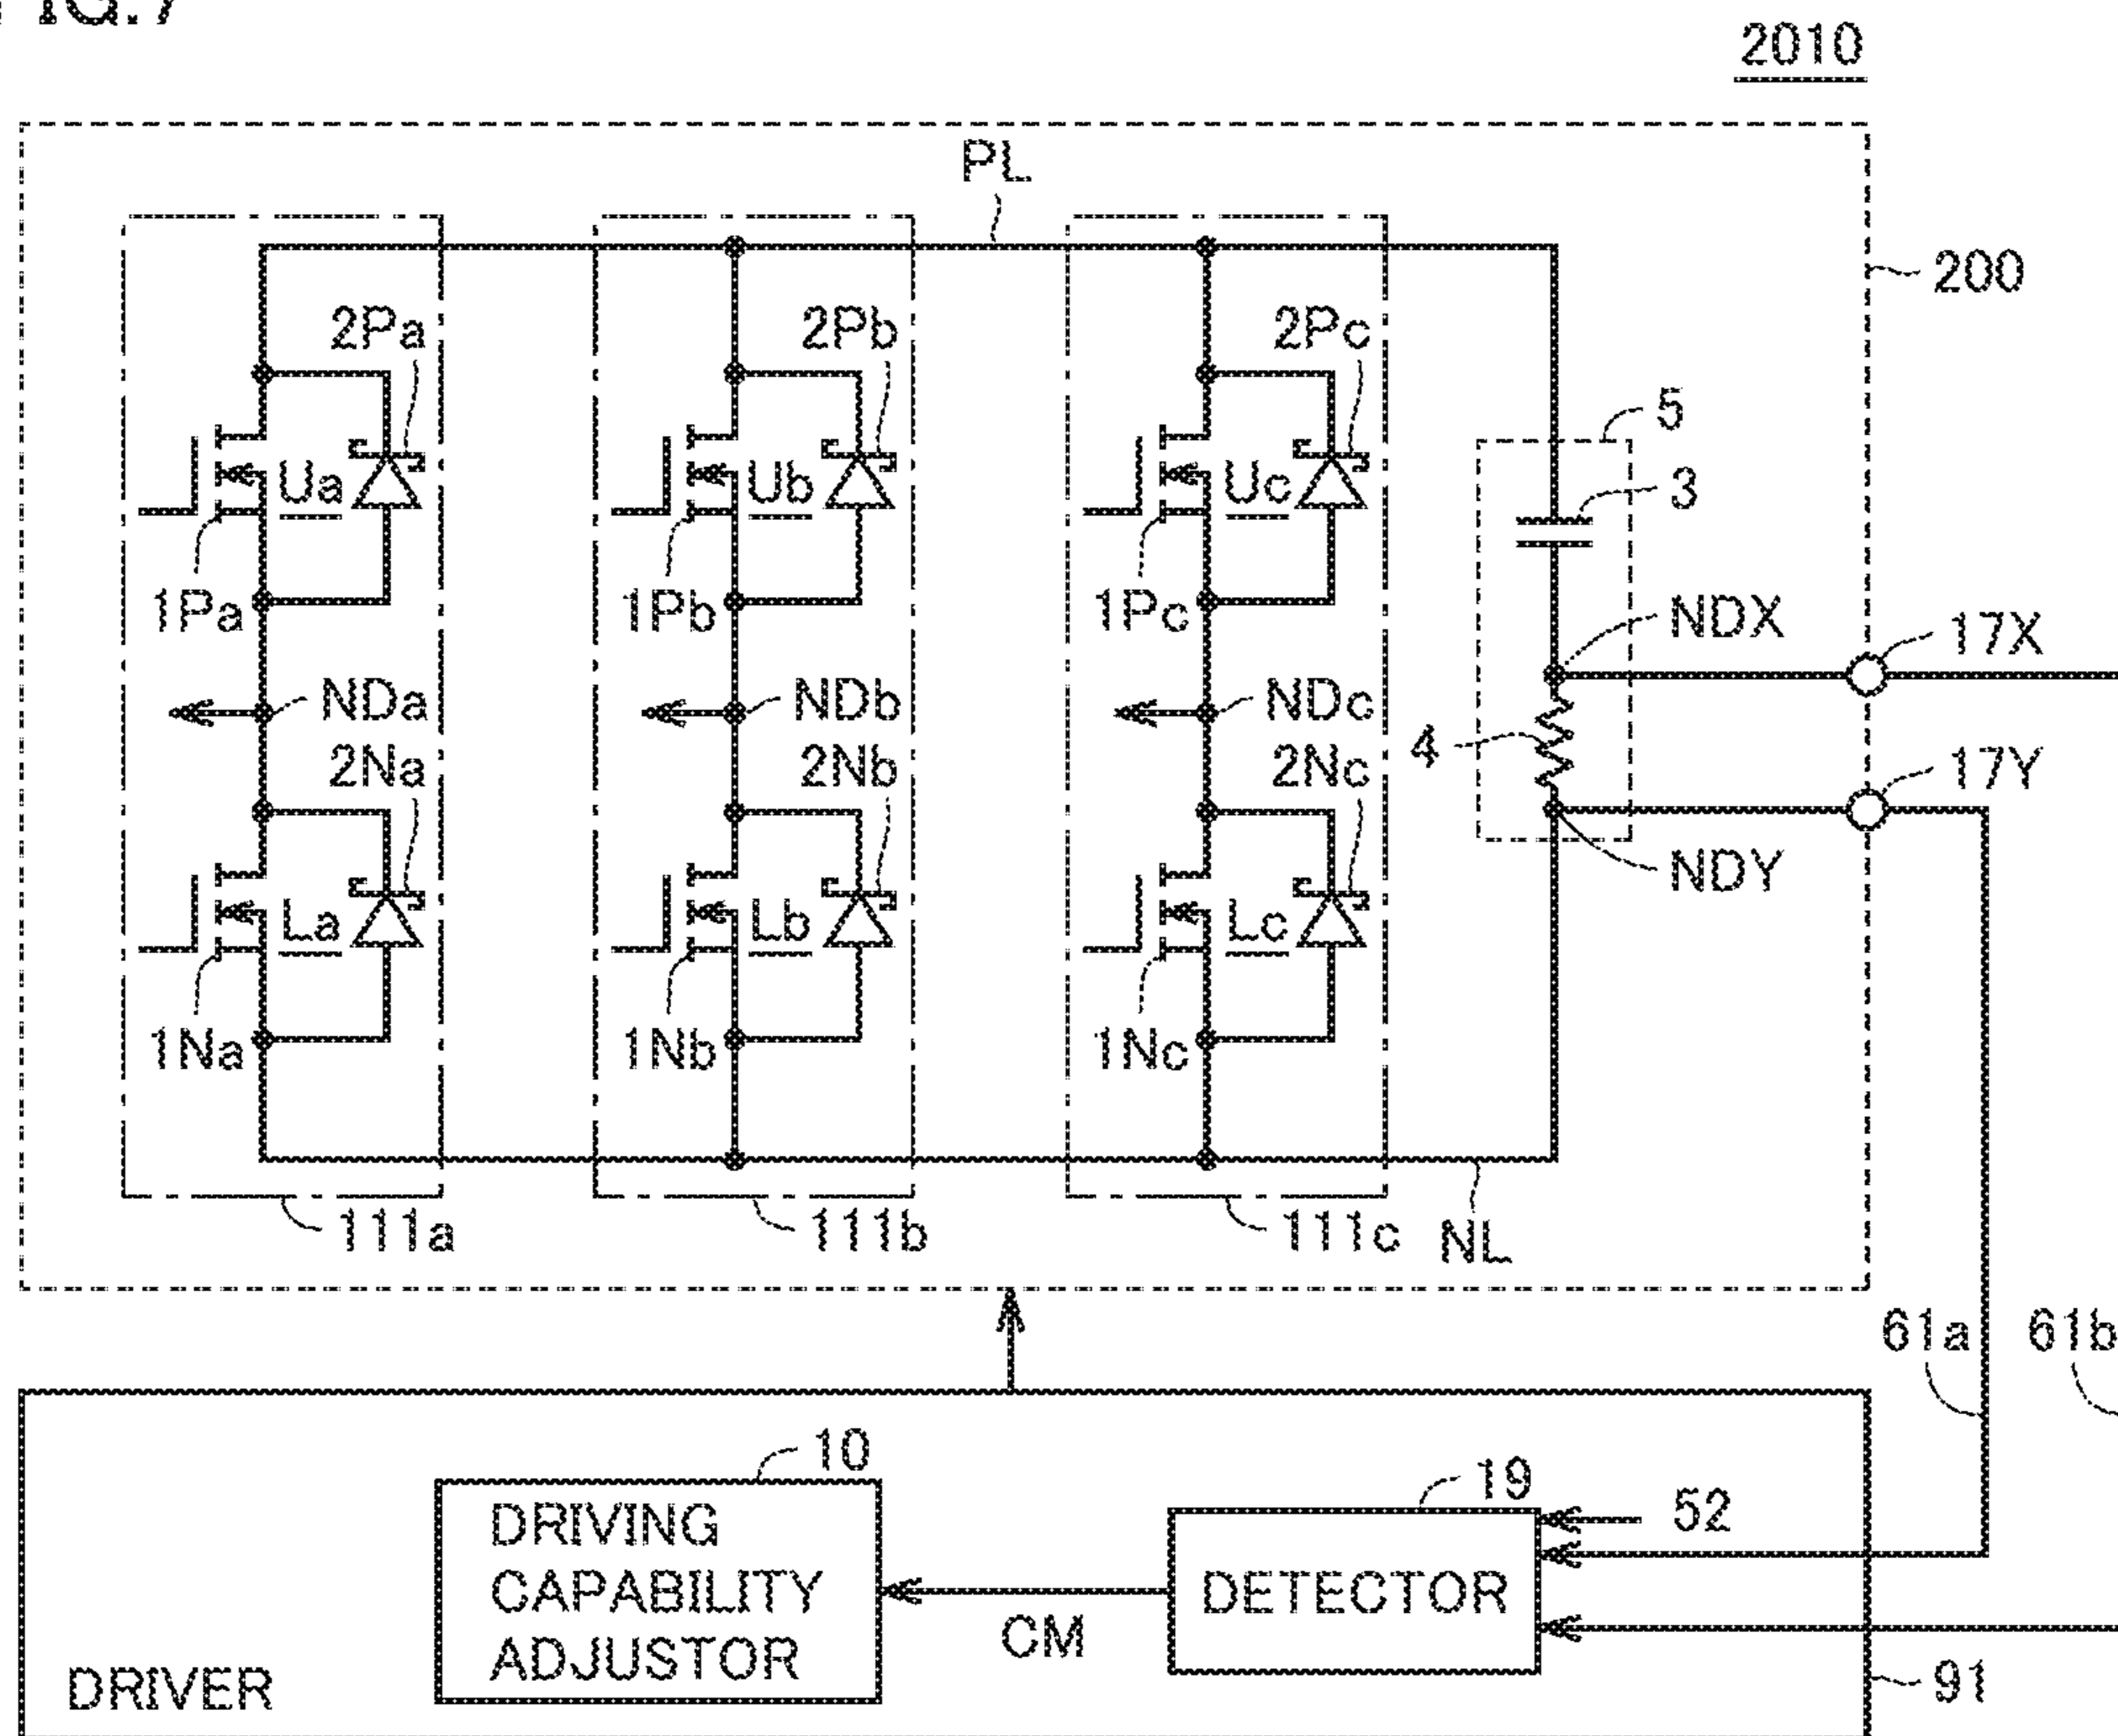 FIG.7
2010
PL
200
2Pa
2Pb
2Pc
5
3
Ua
Ub
Uc
1Pa
1Pb
1Pc
NDX
17X
NDa
NDb
NDc
4
2Na
2Nb
2Nc
17Y
NDY
La
Lb
Lc
1Na
1Nb
1Nc
111a
111b
111c
NL
61a
61b
10
19
52
DRIVING
CAPABILITY
ADJUSTOR
DETECTOR
CM
DRIVER
91